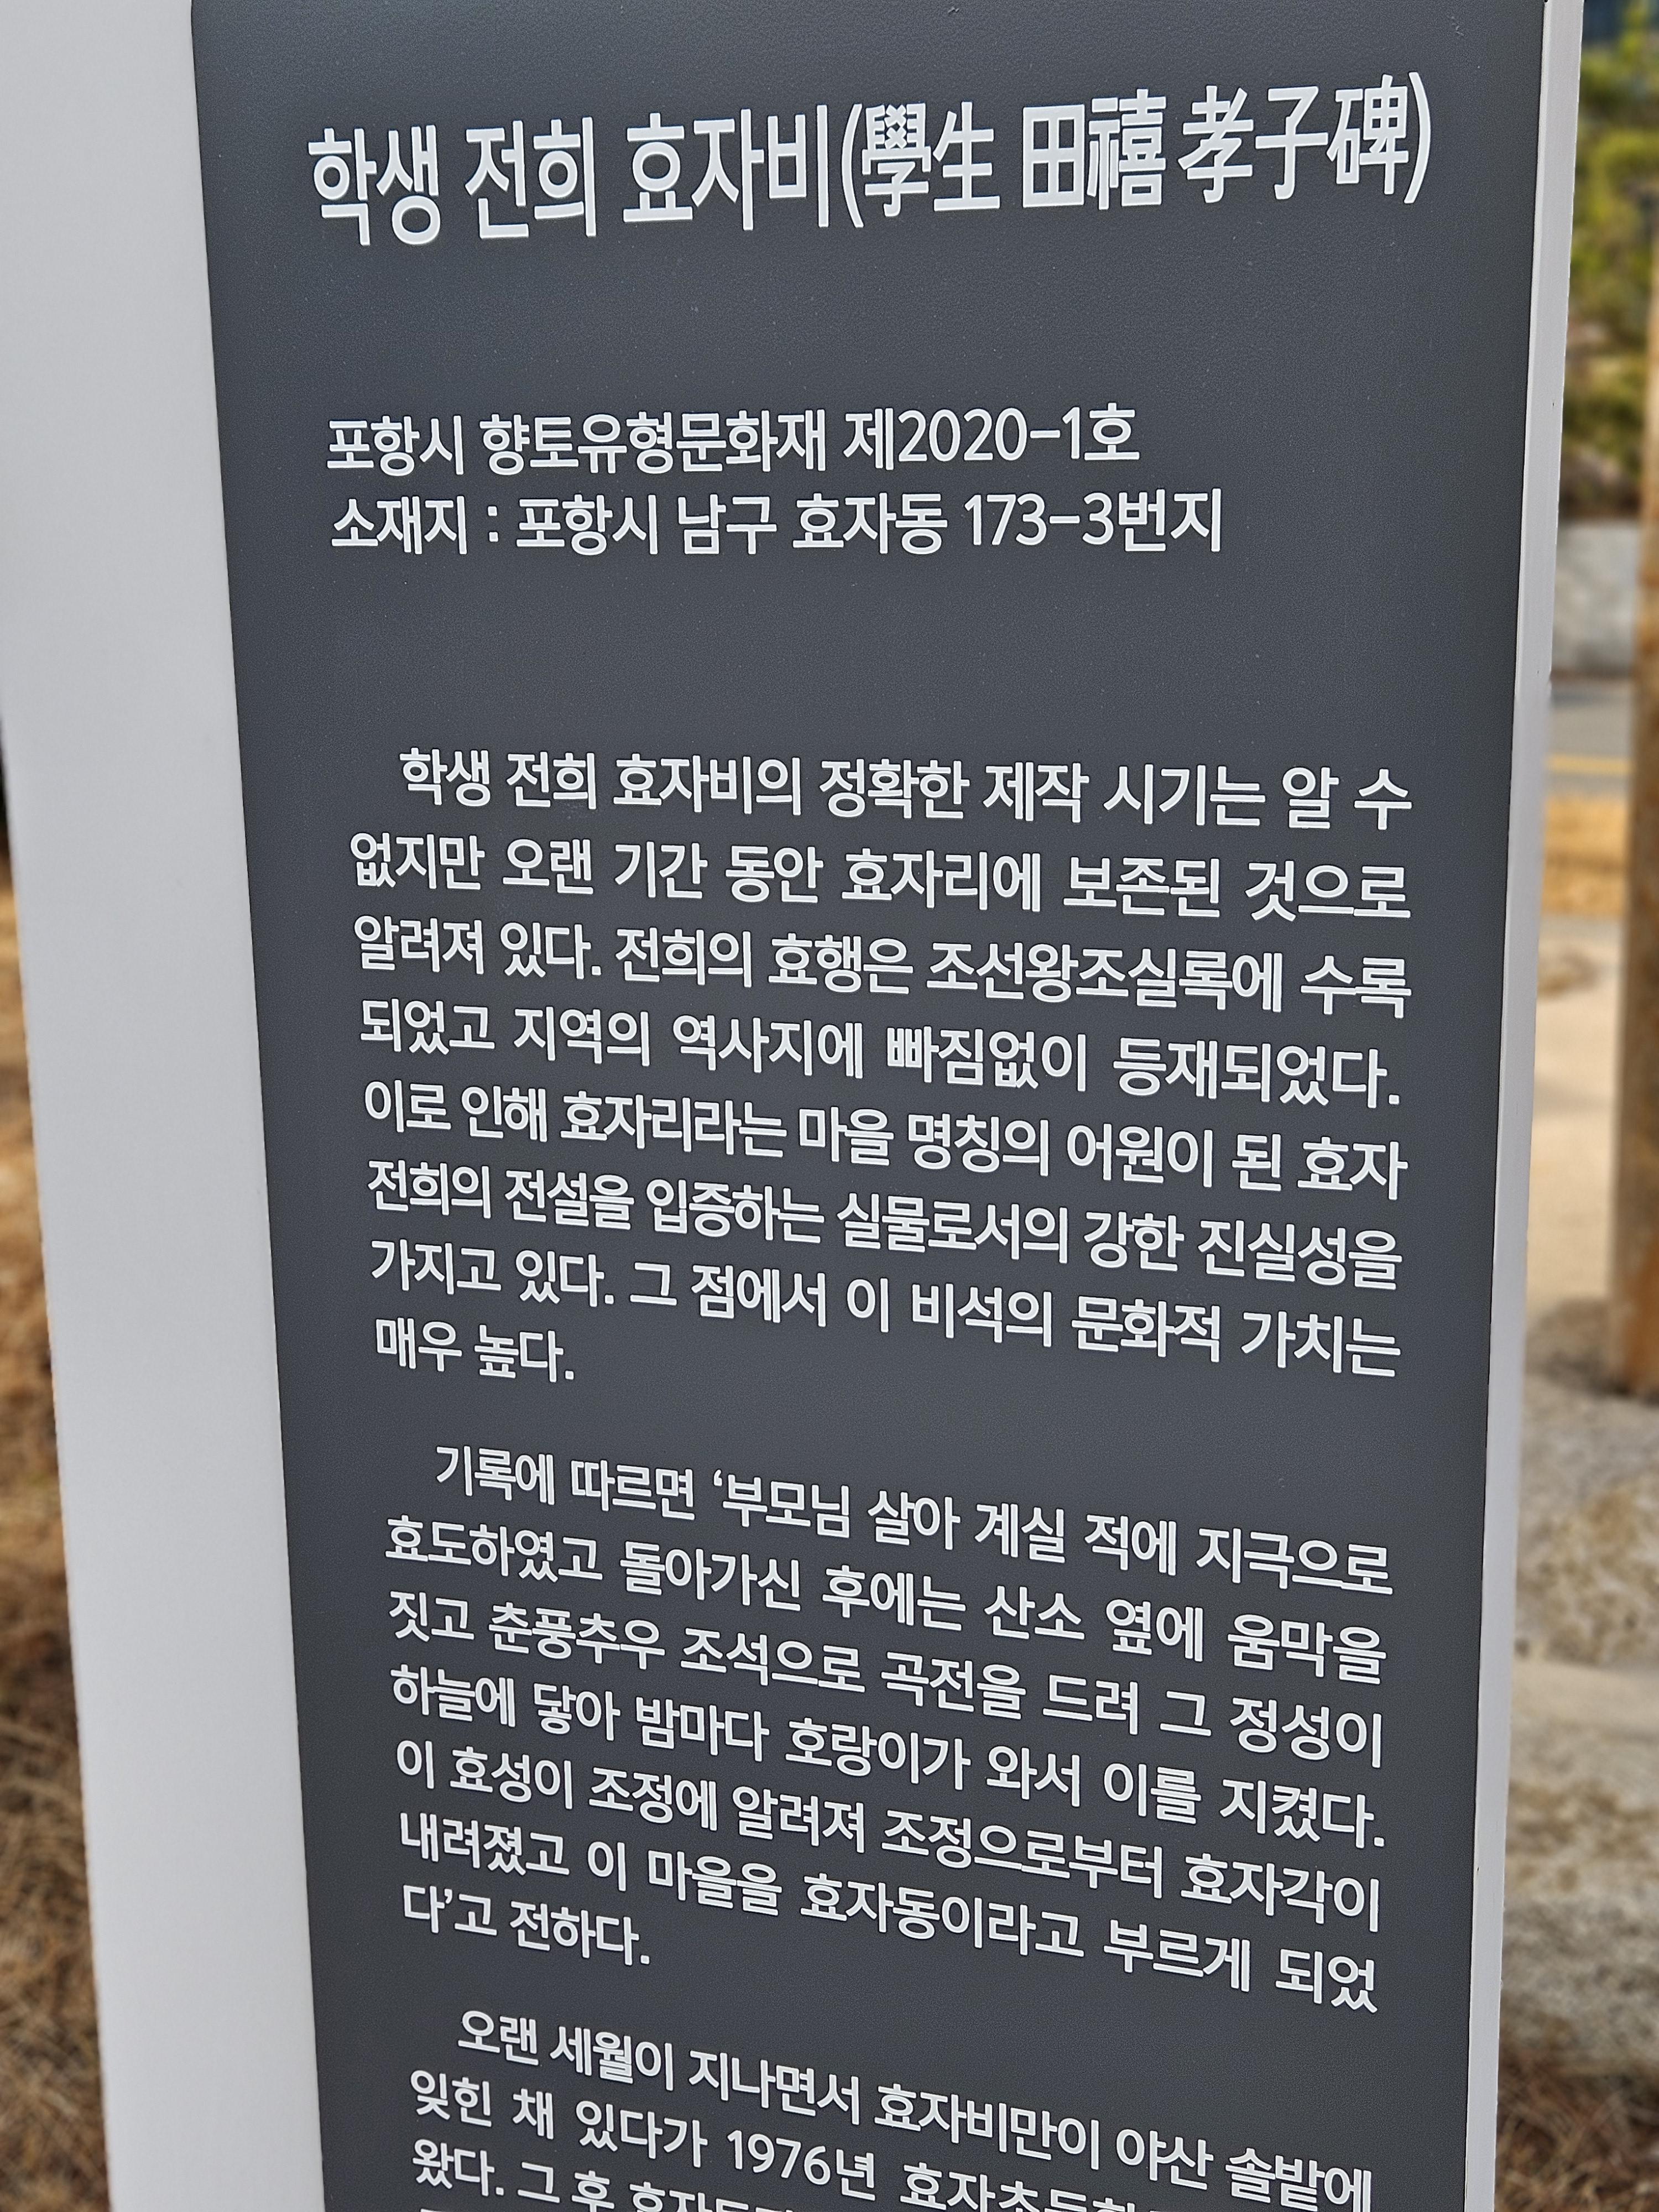 학생 전희 효자비(學生 田禧 孝子碑)
포항시 향토유형문화재 제2020-1호
소재지 : 포항시 남구 효자동 173-3번지
학생 전희 효자비의 정확한 제작 시기는 알 수
없지만 오랜 기간 동안 효자리에 보존된 것으로
알려져 있다. 전희의 효행은 조선왕조실록에 수록
되었고 지역의 역사지에 빠짐없이 등재되었다.
이로 인해 효자리라는 마을 명칭의 어원이 된 효자
전희의 전설을 입증하는 실물로서의 강한 진실성을
가지고 있다. 그 점에서 이 비석의 문화적 가치는
매우 높다.
기록에 따르면 ‘부모님 살아 계실 적에 지극으로
효도하였고 돌아가신 후에는 산소 옆에 움막을
짓고 춘풍추우 조석으로 곡전을 드려 그 정성이
하늘에 닿아 밤마다 호랑이가 와서 이를 지켰다.
이 효성이 조정에 알려져 조정으로부터 효자각이
내려졌고 이 마을을 효자동이라고 부르게 되었
다’고 전하다.
오랜 세월이 지나면서 효자비만이 야산 솔밭에
잊힌 채 있다가 1976년
왔다. 그 후